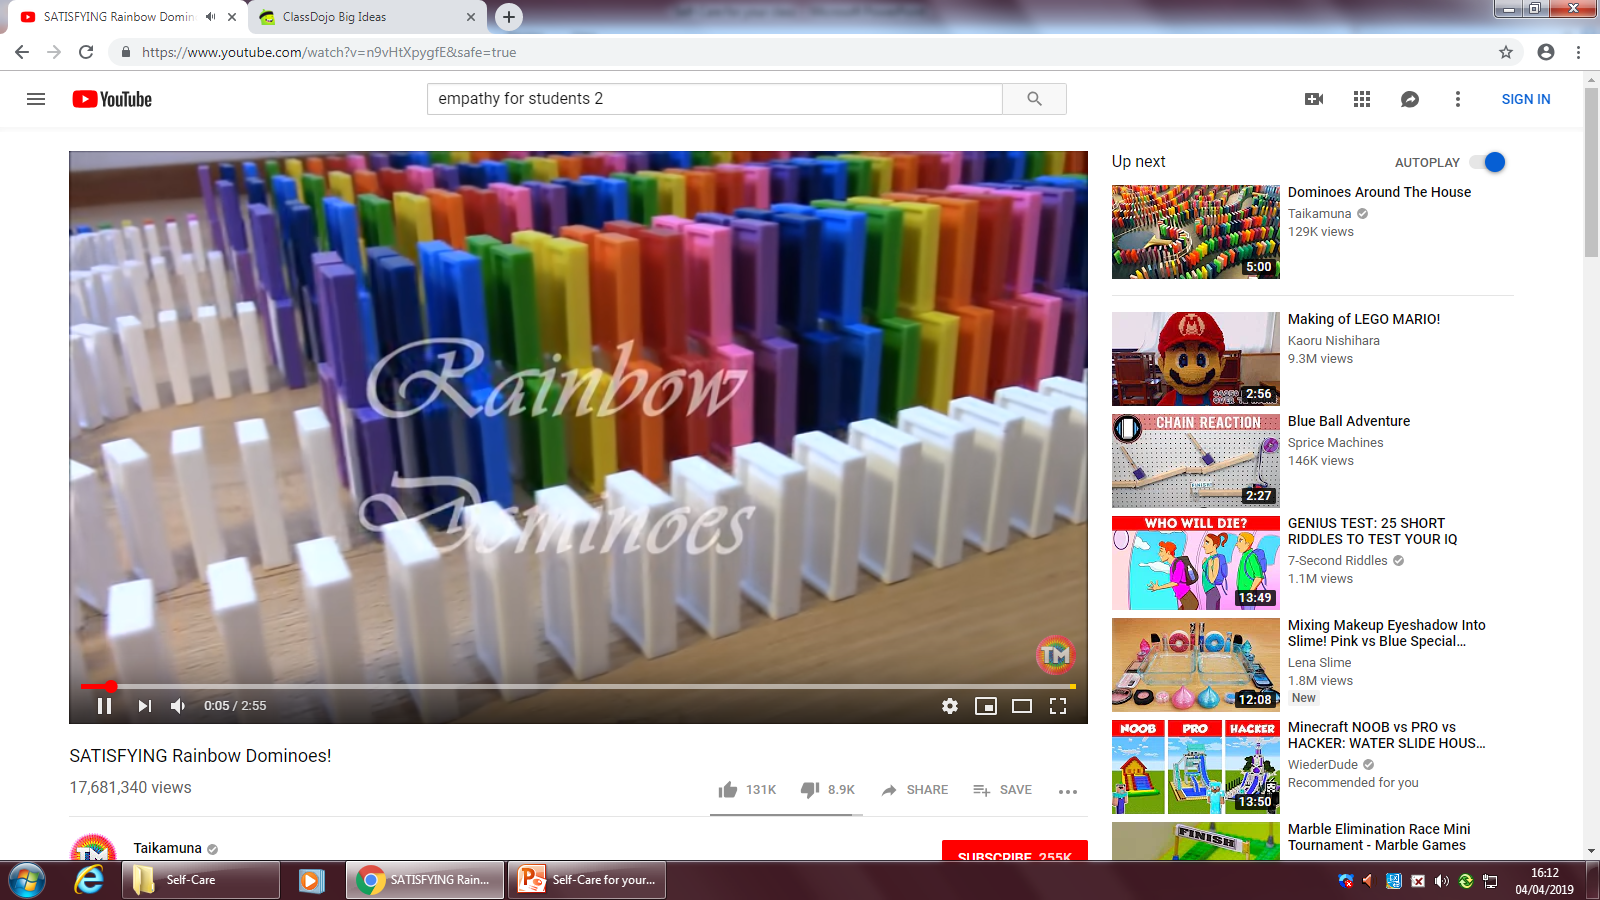 SATISFYING Rainbow Domin
ClassDojo Big Ideas
https://www.youtube.com/watch?v=n9vHtXpygfE&safe=true
YouTube
empathy for students 2
SIGN IN
Rainbow
Dominoes
TM
0:05 / 2:55
SATISFYING Rainbow Dominoes!
17,681,340 views
131K
8.9K
SHARE
SAVE
Taikamuna
SUBSCRIBE 255K
Up next
AUTOPLAY
5:00
Dominoes Around The House
Taikamuna
129K views
2:56
Making of LEGO MARIO!
Kaoru Nishihara
9.3M views
CHAIN REACTION
FINISH
2:27
Blue Ball Adventure
Sprice Machines
146K views
WHO WILL DIE?
13:49
GENIUS TEST: 25 SHORT
RIDDLES TO TEST YOUR IQ
7-Second Riddles
1.1M views
12:08
Mixing Makeup Eyeshadow Into
Slime! Pink vs Blue Special...
Lena Slime
1.8M views
New
NOOB PRO HACKER
13:50
Minecraft NOOB vs PRO vs
HACKER: WATER SLIDE HOUS...
WiederDude
Recommended for you
FINISH
Marble Elimination Race Mini
Tournament - Marble Games
Self-Care
SATISFYING Rain...
Self-Care for your...
16:12
04/04/2019